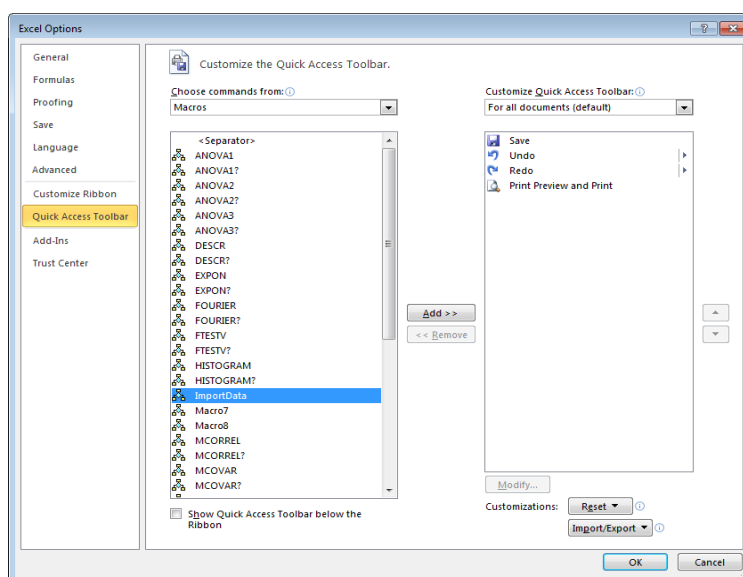 Excel Options
General
Formulas
Proofing
Save
Language
Advanced
Customize Ribbon
Quick Access Toolbar
Add-Ins
Trust Center
Customize the Quick Access Toolbar.
Choose commands from:
Macros
<Separator>
ANOVA1
ANOVA1?
ANOVA2
ANOVA2?
ANOVA3
ANOVA3?
DESCR
DESCR?
EXPON
EXPON?
FOURIER
FOURIER?
FTESTV
FTESTV?
HISTOGRAM
HISTOGRAM?
ImportData
Macro7
Macro8
MCORREL
MCORREL?
MCOVAR
MCOVAR?
Show Quick Access Toolbar below the
Ribbon
Add >>
<< Remove
Customize Quick Access Toolbar:
For all documents (default)
Save
Undo
Redo
Print Preview and Print
Modify...
Customizations:
Reset
Import/Export
OK
Cancel